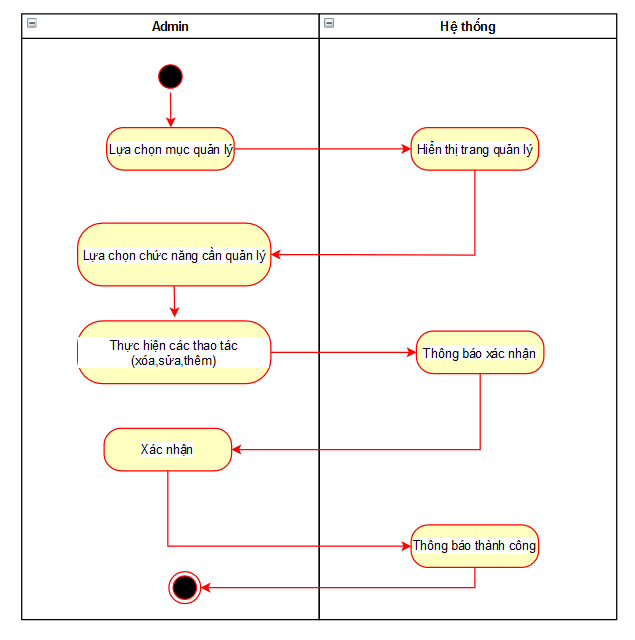 Admin
Hệ thống
Lựa chọn mục quản lý
Hiển thị trang quản lý
Lựa chọn chức năng cần quản lý
Thực hiện các thao tác
(xóa,sửa,thêm)
Thông báo xác nhận
Xác nhận
Thông báo thành công